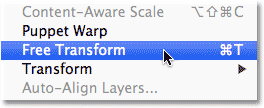 Content-Aware Scale ⌥⇧⌘C
Puppet Warp
Free Transform ⌘T
Transform ▶
Auto-Align Layers...